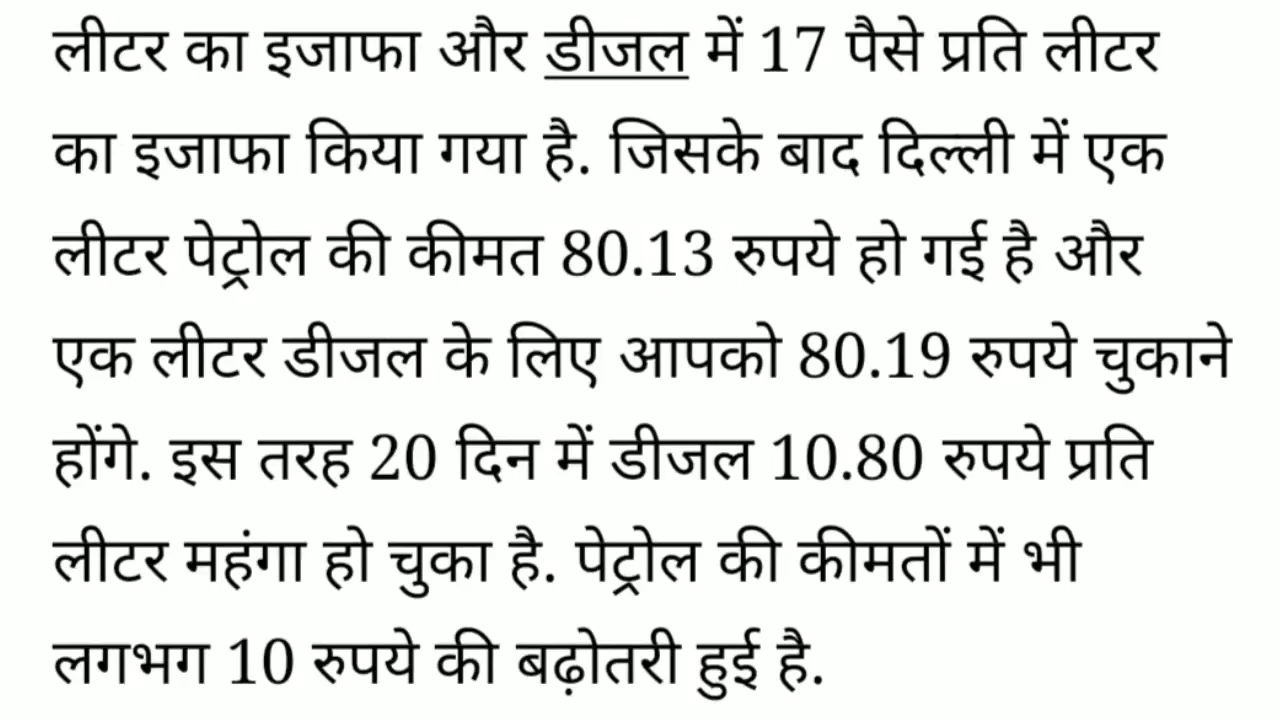 लीटर का इजाफा और डीजल में 17 पैसे प्रति लीटर
का इजाफा किया गया है. जिसके बाद दिल्ली में एक
लीटर पेट्रोल की कीमत 80.13 रुपये हो गई है और
एक लीटर डीजल के लिए आपको 80.19 रुपये चुकाने
होंगे. इस तरह 20 दिन में डीजल 10.80 रुपये प्रति
लीटर महंगा हो चुका है. पेट्रोल की कीमतों में भी
लगभग 10 रुपये की बढ़ोतरी हुई है.